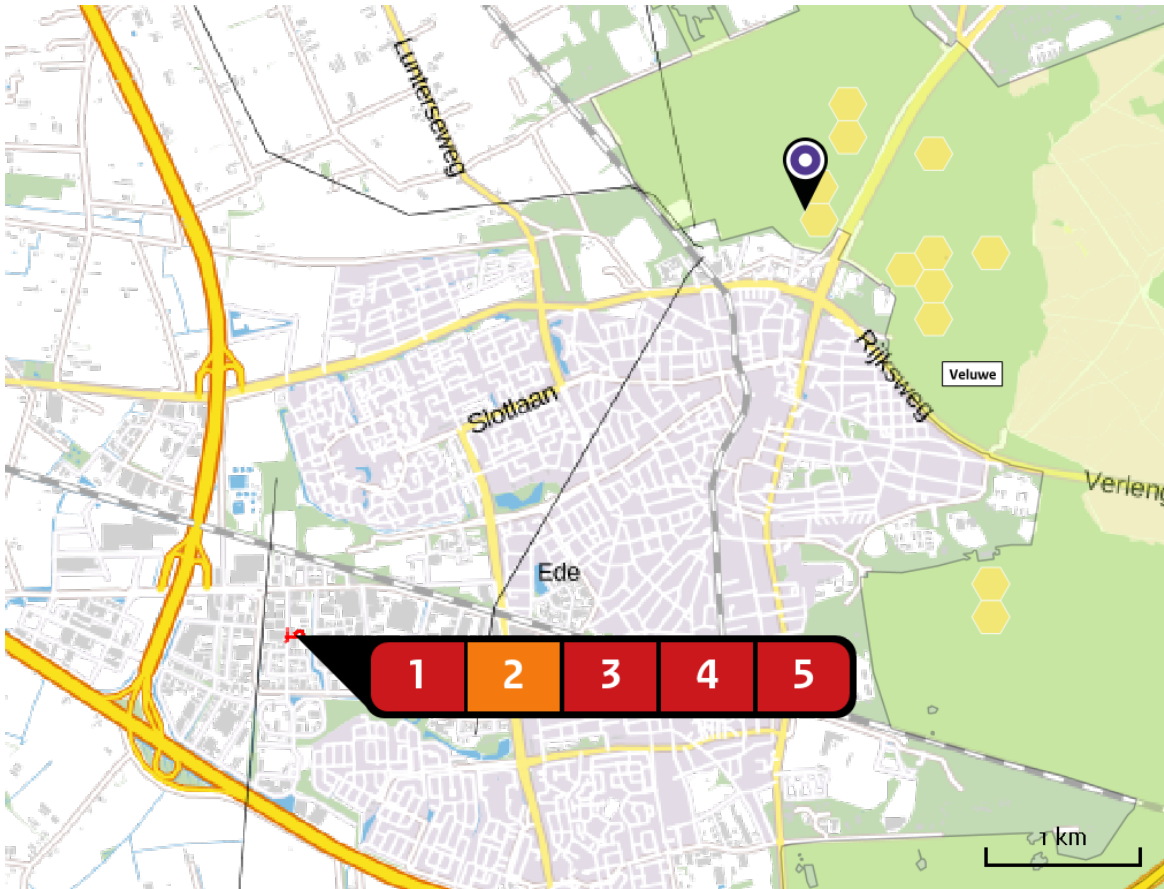 Lunterseweg
Rijksweg
Veluwe
Slotlaan
Verleng
Ede
1 2 3 4 5
1 km